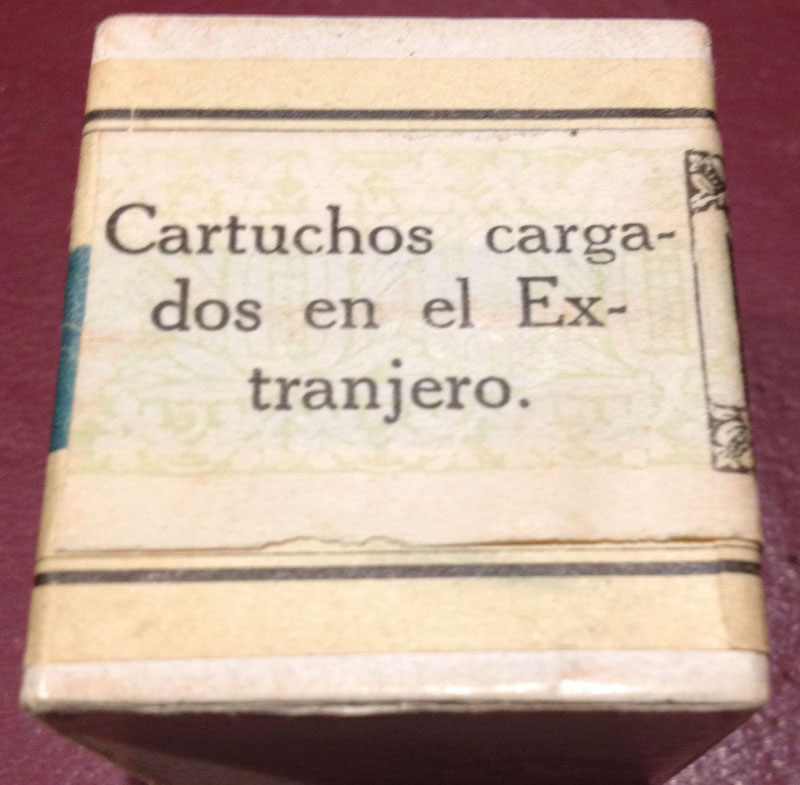 Cartuchos carga-
dos en el Ex-
tranjero.